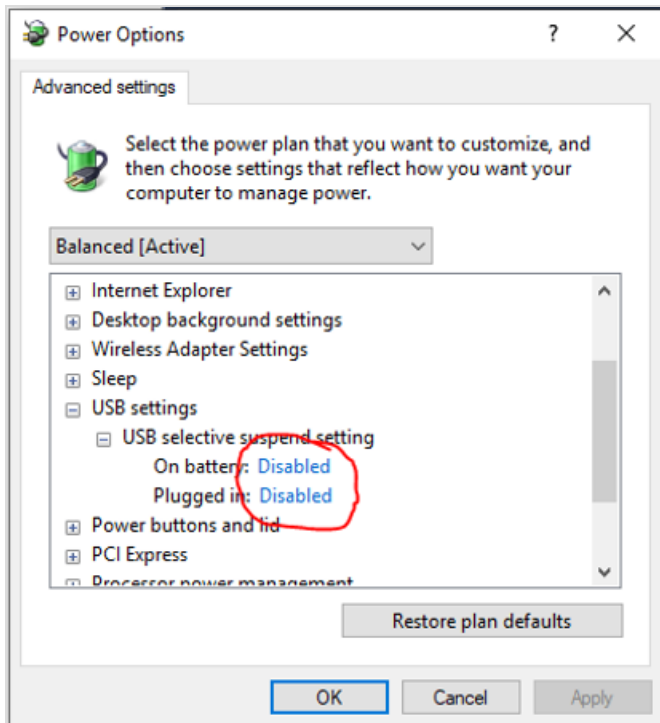 Power Options
?
Advanced settings
Select the power plan that you want to customize, and
then choose settings that reflect how you want your
computer to manage power.
Balanced [Active]
Internet Explorer
Desktop background settings
Wireless Adapter Settings
Sleep
USB settings
USB selective suspend setting
On battery: Disabled
Plugged in: Disabled
Power buttons and lid
PCI Express
Processor power management
Restore plan defaults
OK Cancel Apply